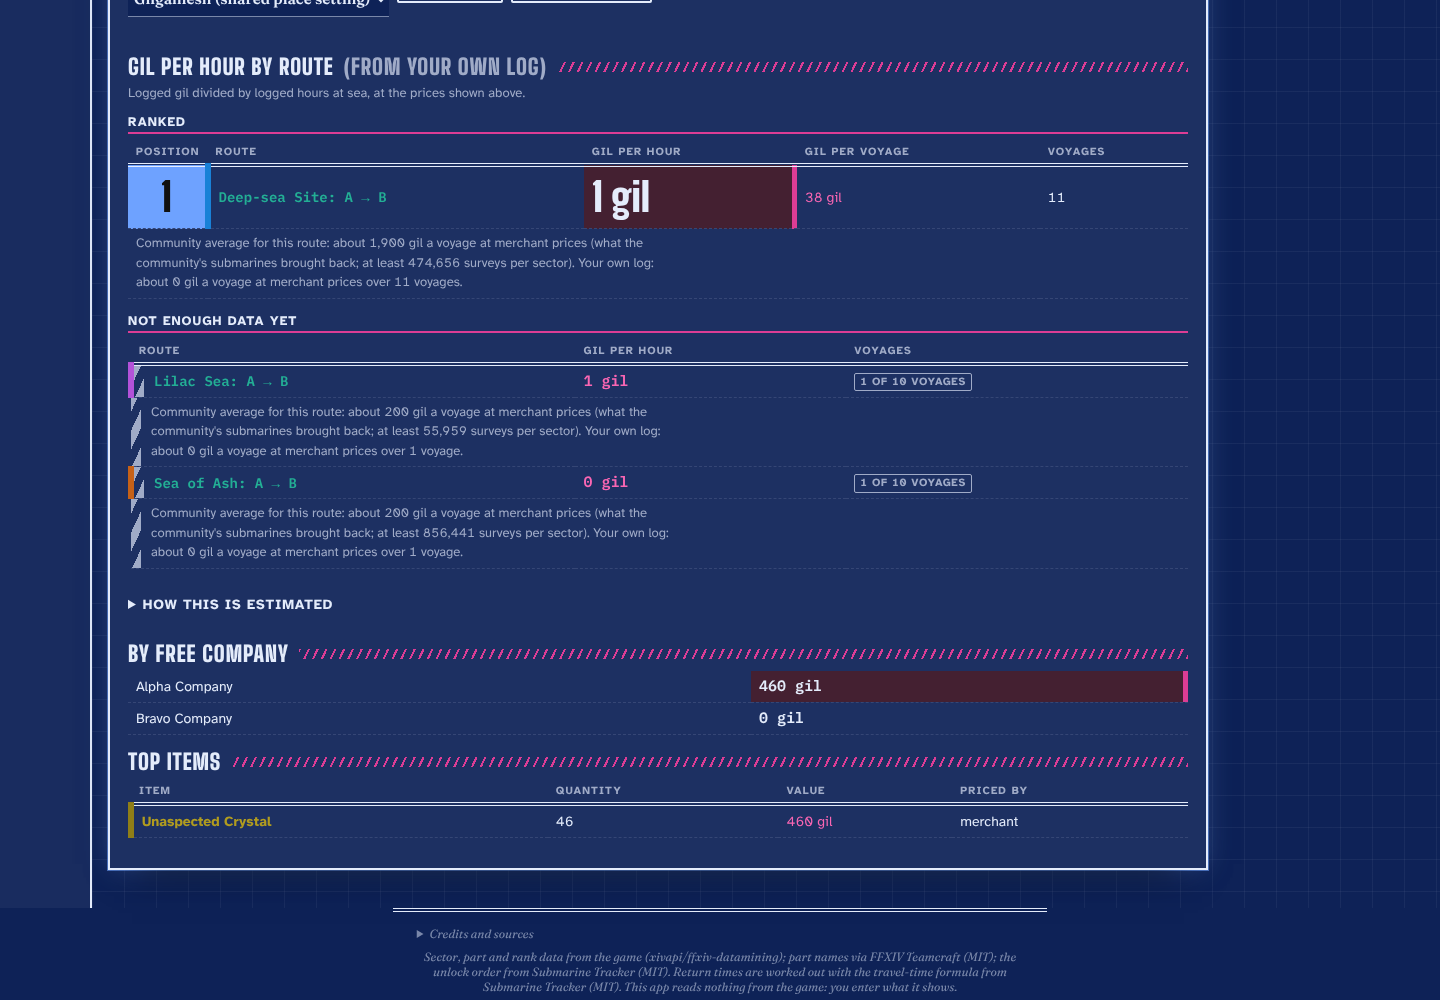 Gilgamesh (shared place setting)
GIL PER HOUR BY ROUTE (FROM YOUR OWN LOG)
Logged gil divided by logged hours at sea, at the prices shown above.
RANKED
POSITION ROUTE GIL PER HOUR GIL PER VOYAGE VOYAGES
1 Deep-sea Site: A → B 1 gil 38 gil 11
Community average for this route: about 1,900 gil a voyage at merchant prices (what the
community's submarines brought back; at least 474,656 surveys per sector). Your own log:
about 0 gil a voyage at merchant prices over 11 voyages.
NOT ENOUGH DATA YET
ROUTE GIL PER HOUR VOYAGES
Lilac Sea: A → B 1 gil 1 OF 10 VOYAGES
Community average for this route: about 200 gil a voyage at merchant prices (what the
community's submarines brought back; at least 55,959 surveys per sector). Your own log:
about 0 gil a voyage at merchant prices over 1 voyage.
Sea of Ash: A → B 0 gil 1 OF 10 VOYAGES
Community average for this route: about 200 gil a voyage at merchant prices (what the
community's submarines brought back; at least 856,441 surveys per sector). Your own log:
about 0 gil a voyage at merchant prices over 1 voyage.
▶ HOW THIS IS ESTIMATED
BY FREE COMPANY
Alpha Company 460 gil
Bravo Company 0 gil
TOP ITEMS
ITEM QUANTITY VALUE PRICED BY
Unaspected Crystal 46 460 gil merchant
▶ Credits and sources
Sector, part and rank data from the game (xivapi/ffxiv-datamining); part names via FFXIV Teamcraft (MIT); the
unlock order from Submarine Tracker (MIT). Return times are worked out with the travel-time formula from
Submarine Tracker (MIT). This app reads nothing from the game: you enter what it shows.